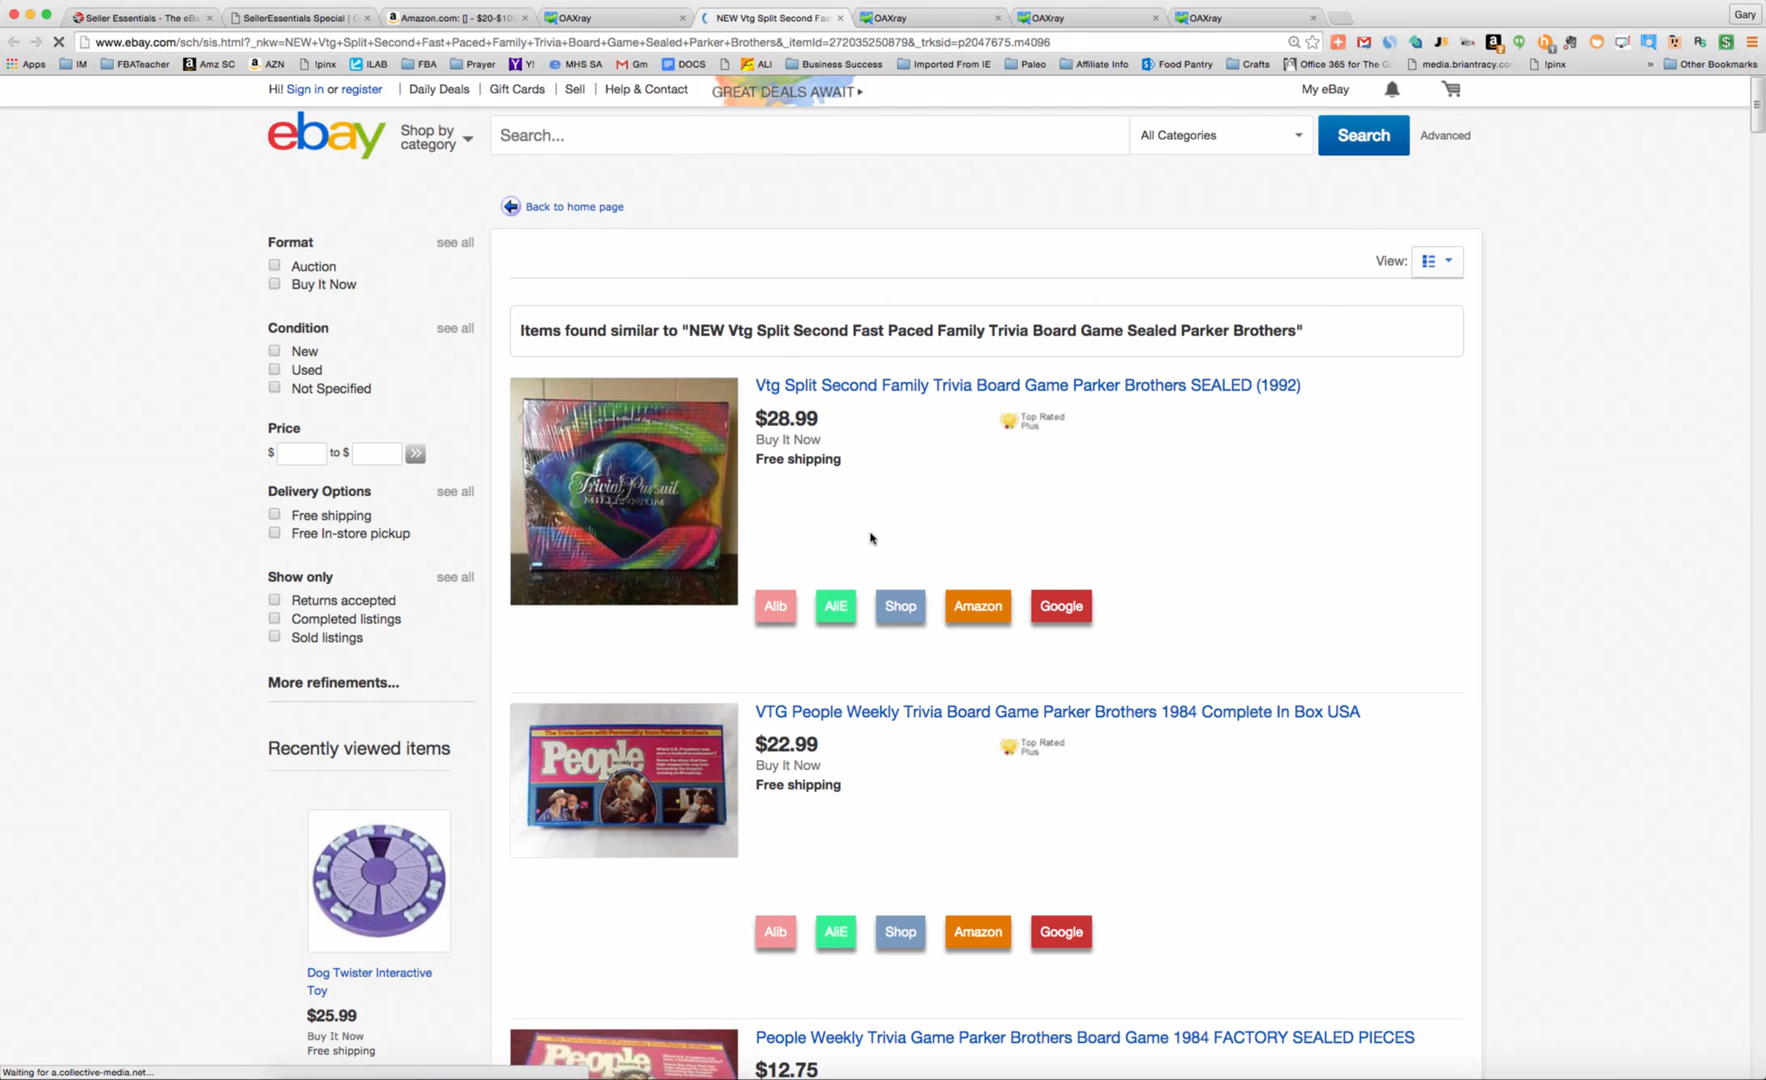 Seller Essentials - The eBa
SellerEssentials Special | O
Amazon.com: [] - $20-$10
OAXray
NEW Vtg Split Second Fas
OAXray
OAXray
OAXray
Gary
www.ebay.com/sch/sis.html?_nkw=NEW+Vtg+Split+Second+Fast+Paced+Family+Trivia+Board+Game+Sealed+Parker+Brothers&_itemId=272035250879&_trksid=p2047675.m4096
Apps
IM
FBATeacher
Amz SC
AZN
!pinx
ILAB
FBA
Prayer
Y!
MHS SA
Gm
DOCS
ALI
Business Success
Imported From IE
Paleo
Affiliate Info
Food Pantry
Crafts
Office 365 for The G
media.briantracy.co
!pinx
»
Other Bookmarks
Hi! Sign in or register
Daily Deals
Gift Cards
Sell
Help & Contact
GREAT DEALS AWAIT
My eBay
ebay
Shop by
category
Search...
All Categories
Search
Advanced
Back to home page
Format
see all
Auction
Buy It Now
Condition
see all
New
Used
Not Specified
Price
$ to $
Delivery Options
see all
Free shipping
Free In-store pickup
Show only
see all
Returns accepted
Completed listings
Sold listings
More refinements...
Recently viewed items
Dog Twister Interactive
Toy
$25.99
Buy It Now
Free shipping
View:
Items found similar to "NEW Vtg Split Second Fast Paced Family Trivia Board Game Sealed Parker Brothers"
Trivial Pursuit
MILLENNIUM
Vtg Split Second Family Trivia Board Game Parker Brothers SEALED (1992)
$28.99
Top Rated
Plus
Buy It Now
Free shipping
Alib
AliE
Shop
Amazon
Google
The Trivia Game with Personality from Parker Brothers
People
weekly
VTG People Weekly Trivia Board Game Parker Brothers 1984 Complete In Box USA
$22.99
Top Rated
Plus
Buy It Now
Free shipping
Alib
AliE
Shop
Amazon
Google
People
People Weekly Trivia Game Parker Brothers Board Game 1984 FACTORY SEALED PIECES
$12.75
Waiting for a.collective-media.net...